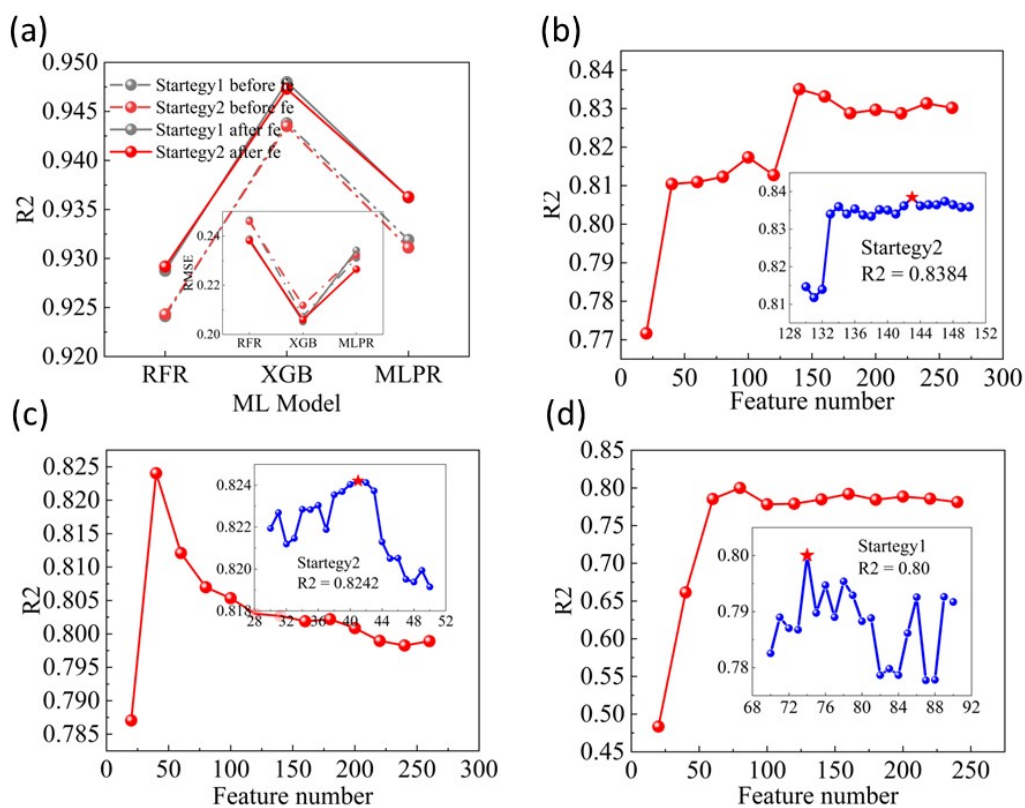 (a)
0.950
0.945
0.940
0.935
0.930
0.925
0.920
R2
Startegy1 before fe
Startegy2 before fe
Startegy1 after fe
Startegy2 after fe
0.24
0.22
0.20
RMSE
RFR XGB MLPR
RFR XGB MLPR
ML Model
(b)
0.84
0.83
0.82
0.81
0.80
0.79
0.78
0.77
R2
0.84
0.83
0.82
0.81
Startegy2
R2 = 0.8384
128 132 136 140 144 148 152
0 50 100 150 200 250 300
Feature number
(c)
0.825
0.820
0.815
0.810
0.805
0.800
0.795
0.790
0.785
R2
0.824
0.822
0.820
0.818
Startegy2
R2 = 0.8242
28 32 36 40 44 48 52
0 50 100 150 200 250 300
Feature number
(d)
0.85
0.80
0.75
0.70
0.65
0.60
0.55
0.50
0.45
R2
0.80
0.79
0.78
Startegy1
R2 = 0.80
68 72 76 80 84 88 92
0 50 100 150 200 250
Feature number